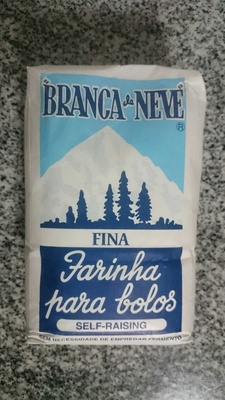 "BRANCA de NEVE"
®
FINA
Farinha
para bolos
SELF-RAISING
SEM NECESSIDADE DE EMPREGAR FERMENTO